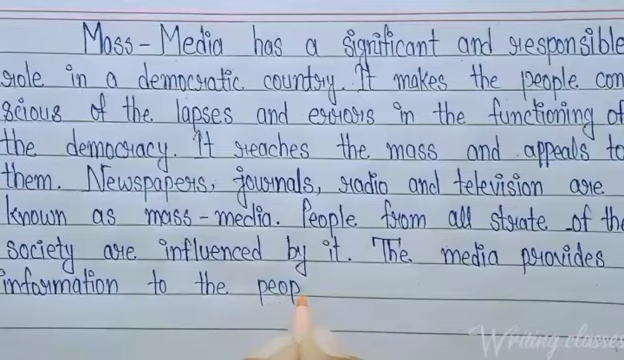 Mass-Media has a significant and responsible
role in a democratic country. It makes the people con
scious of the lapses and errors in the functioning of
the democracy. It reaches the mass and appeals to
them. Newspapers, journals, radio and television are
known as mass-media. People from all strate of the
society are influenced by it. The media provides
information to the peop
Writing classes